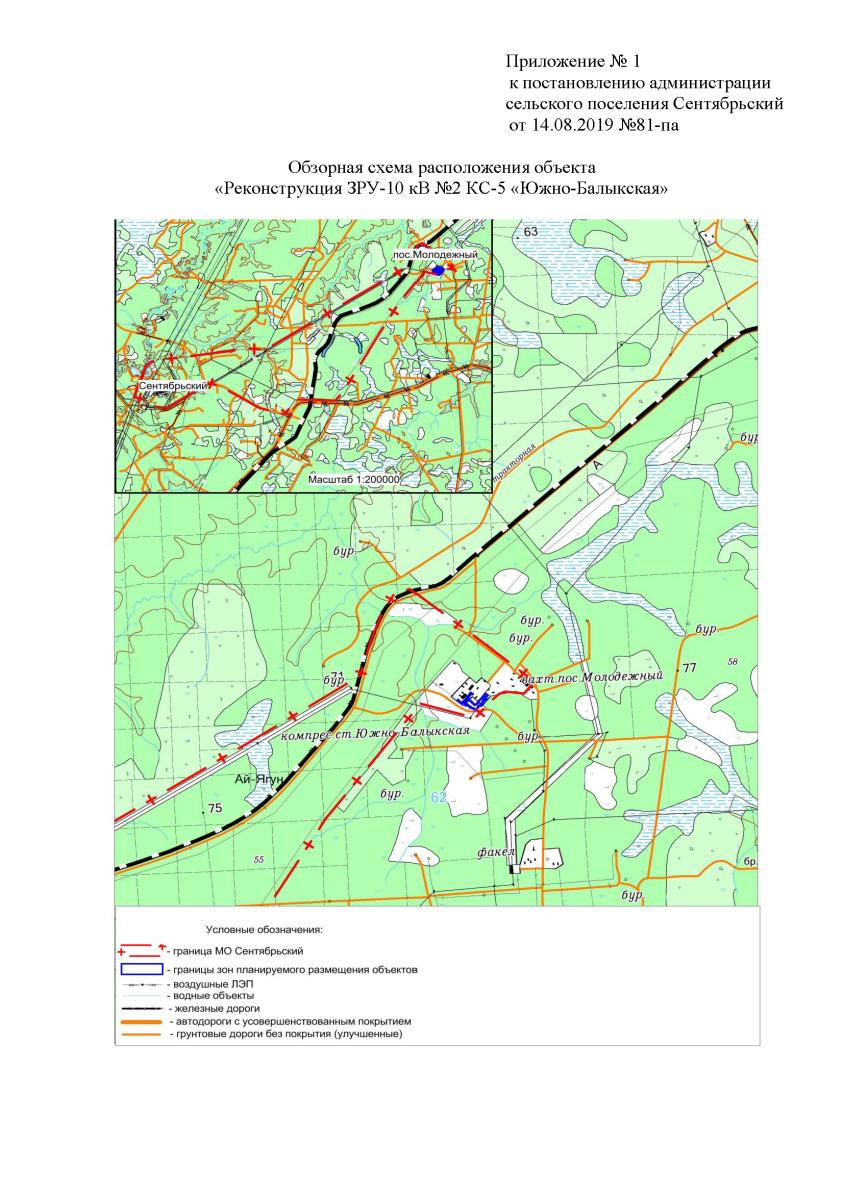 Приложение № 1
к постановлению администрации
сельского поселения Сентябрьский
от 14.08.2019 №81-па
Обзорная схема расположения объекта
«Реконструкция ЗРУ-10 кВ №2 КС-5 «Южно-Балыкская»
63
пос.Молодежный
Сентябрьский
Масштаб 1:200000
тракторная
А
бур
бур.
бур.
бур.
бур.
58
77
71
бур.
вахт.пос.Молодежный
компрес.ст.Южно-Балыкская
бур.
Ай-Ягун
75
бур.
62
55
факел
бр.
бур.
Условные обозначения:
- граница МО Сентябрьский
- границы зон планируемого размещения объектов
- воздушные ЛЭП
- водные объекты
- железные дороги
- автодороги с усовершенствованным покрытием
- грунтовые дороги без покрытия (улучшенные)